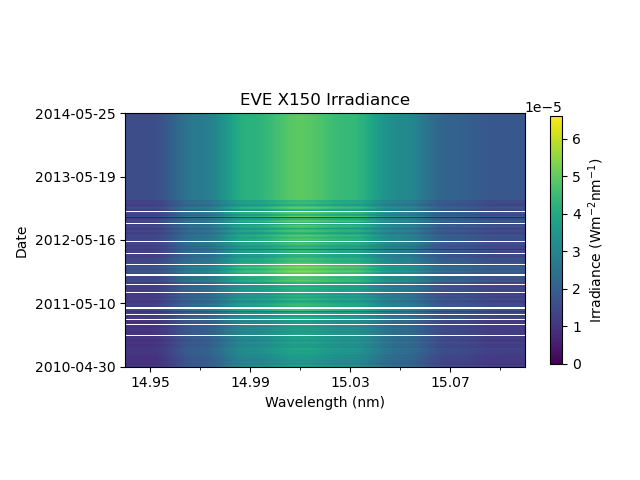 EVE X150 Irradiance
1e−5
2014-05-25
2013-05-19
2012-05-16
2011-05-10
2010-04-30
Date
14.95 14.99 15.03 15.07
Wavelength (nm)
6
5
4
3
2
1
0
Irradiance (Wm⁻²nm⁻¹)